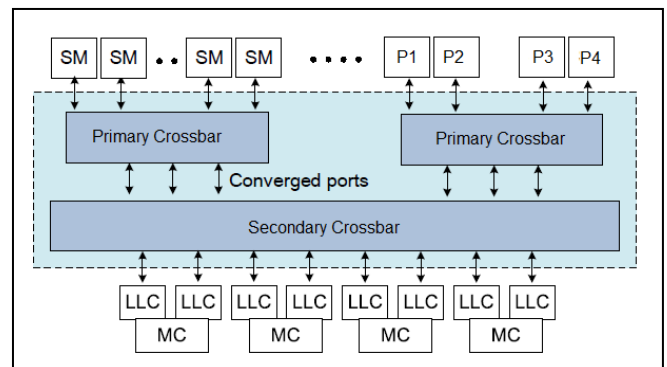 SM SM SM SM P1 P2 P3 P4
Primary Crossbar Primary Crossbar
Converged ports
Secondary Crossbar
LLC LLC LLC LLC LLC LLC LLC LLC
MC MC MC MC